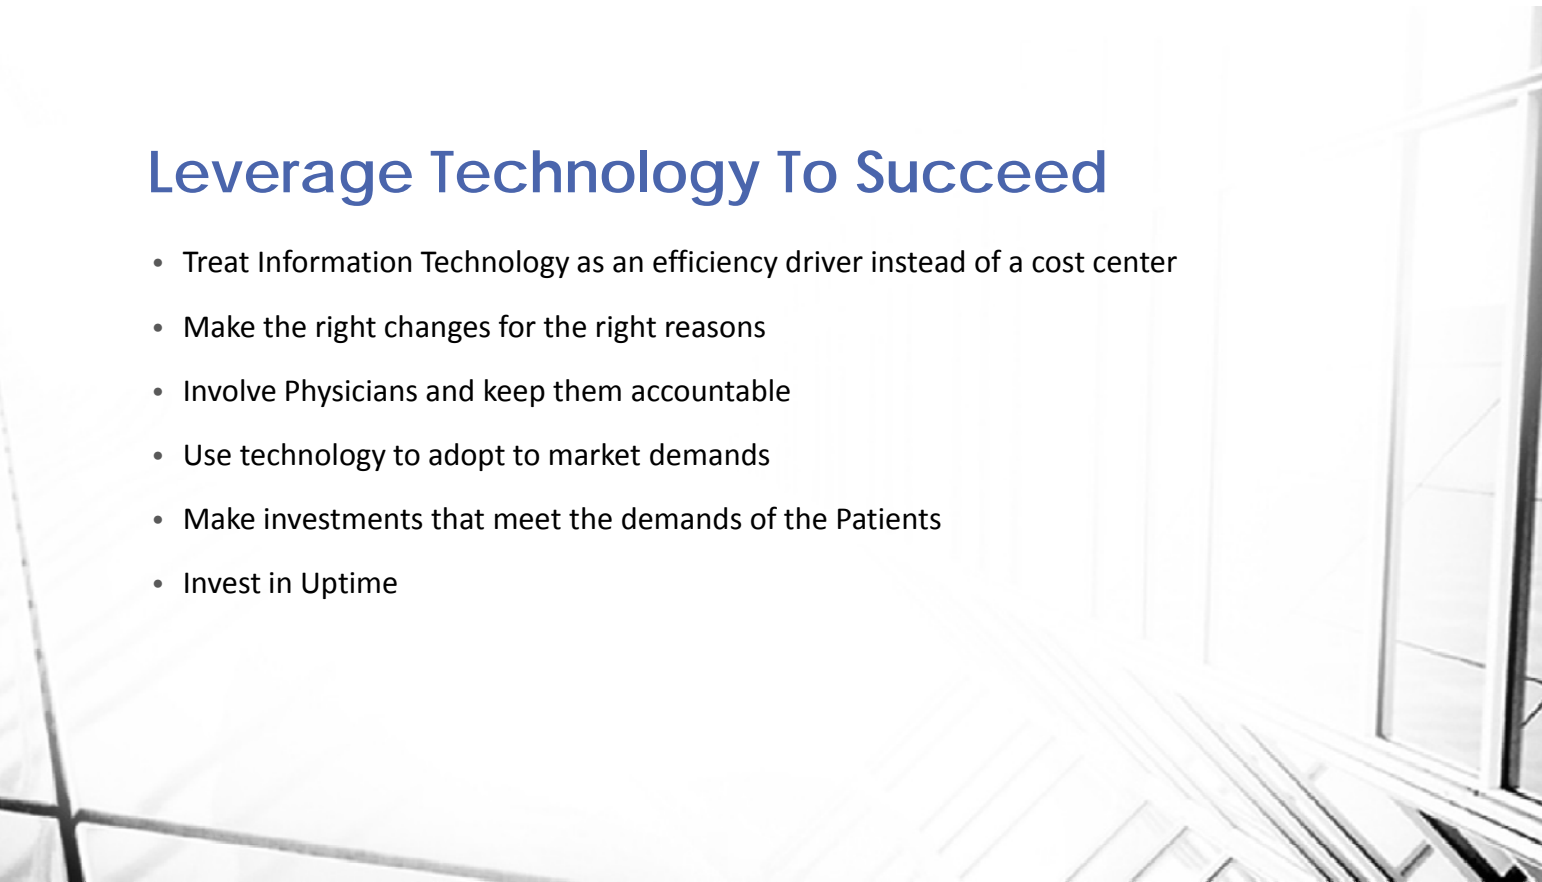 Leverage Technology To Succeed
• Treat Information Technology as an efficiency driver instead of a cost center
• Make the right changes for the right reasons
• Involve Physicians and keep them accountable
• Use technology to adopt to market demands
• Make investments that meet the demands of the Patients
• Invest in Uptime